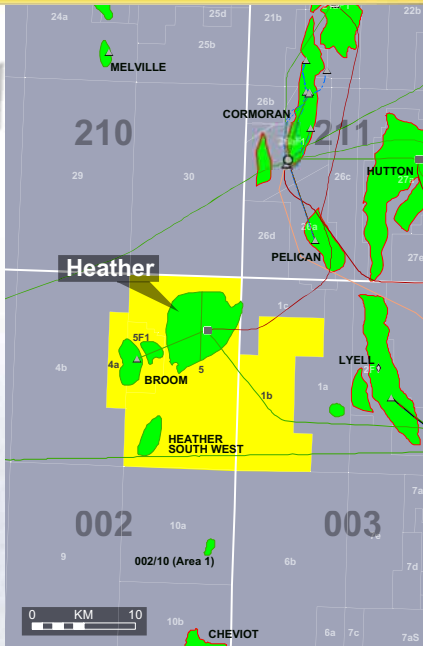 24a
25d
21b
22b
25b
MELVILLE
26b
CORMORAN
210
211
29
30
26c
HUTTON
26a
26d
PELICAN
27e
Heather
1c
5F1
4a
4b
5
LYELL
BROOM
1a
1b
HEATHER
SOUTH WEST
7a
002
10a
003
9
002/10 (Area 1)
6b
7d
0 KM 10
10b
CHEVIOT
6a
7c
7aS